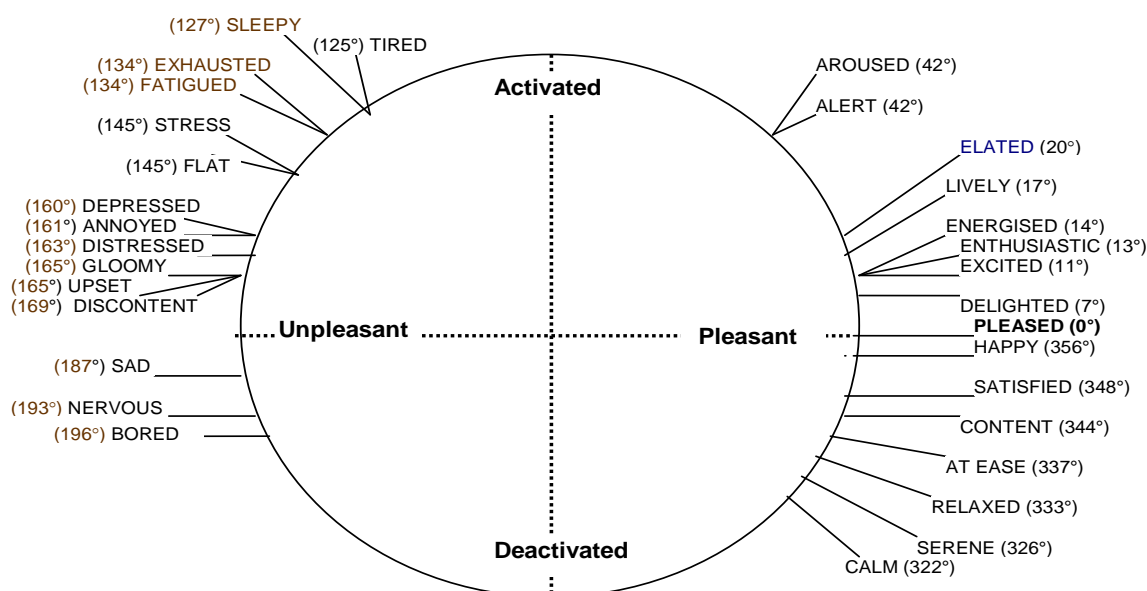 (127°) SLEEPY
(125°) TIRED
(134°) EXHAUSTED
(134°) FATIGUED
(145°) STRESS
(145°) FLAT
(160°) DEPRESSED
(161°) ANNOYED
(163°) DISTRESSED
(165°) GLOOMY
(165°) UPSET
(169°) DISCONTENT
(187°) SAD
(193°) NERVOUS
(196°) BORED
Activated
Unpleasant
Pleasant
Deactivated
AROUSED (42°)
ALERT (42°)
ELATED (20°)
LIVELY (17°)
ENERGISED (14°)
ENTHUSIASTIC (13°)
EXCITED (11°)
DELIGHTED (7°)
PLEASED (0°)
HAPPY (356°)
SATISFIED (348°)
CONTENT (344°)
AT EASE (337°)
RELAXED (333°)
SERENE (326°)
CALM (322°)